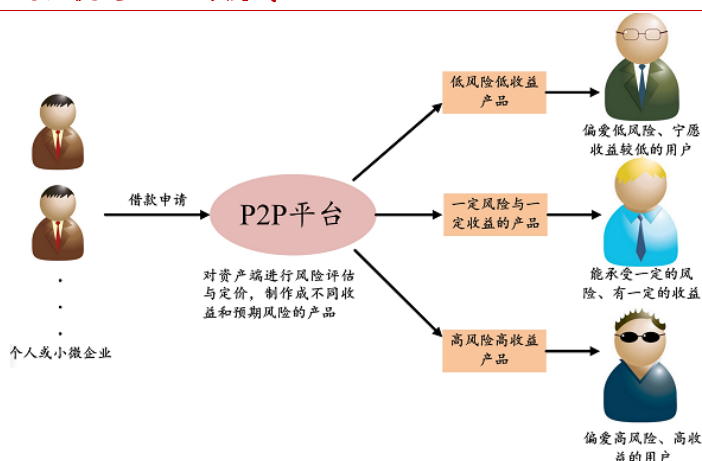 低风险低收益
产品
偏爱低风险、宁愿
收益较低的用户
借款申请
P2P平台
一定风险与一
定收益的产品
对资产端进行风险评估
与定价，制作成不同收
益和预期风险的产品
能承受一定的风
险、有一定的收益
个人或小微企业
高风险高收益
产品
偏爱高风险、高收
益的用户